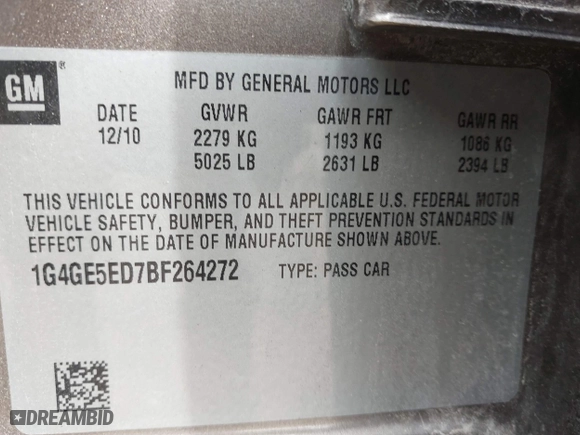 GM ®
MFD BY GENERAL MOTORS LLC
DATE GVWR GAWR FRT GAWR RR
12/10 2279 KG 1193 KG 1086 KG
5025 LB 2631 LB 2394 LB
THIS VEHICLE CONFORMS TO ALL APPLICABLE U.S. FEDERAL MOTOR
VEHICLE SAFETY, BUMPER, AND THEFT PREVENTION STANDARDS IN
EFFECT ON THE DATE OF MANUFACTURE SHOWN ABOVE.
1G4GE5ED7BF264272 TYPE: PASS CAR
DREAMBID